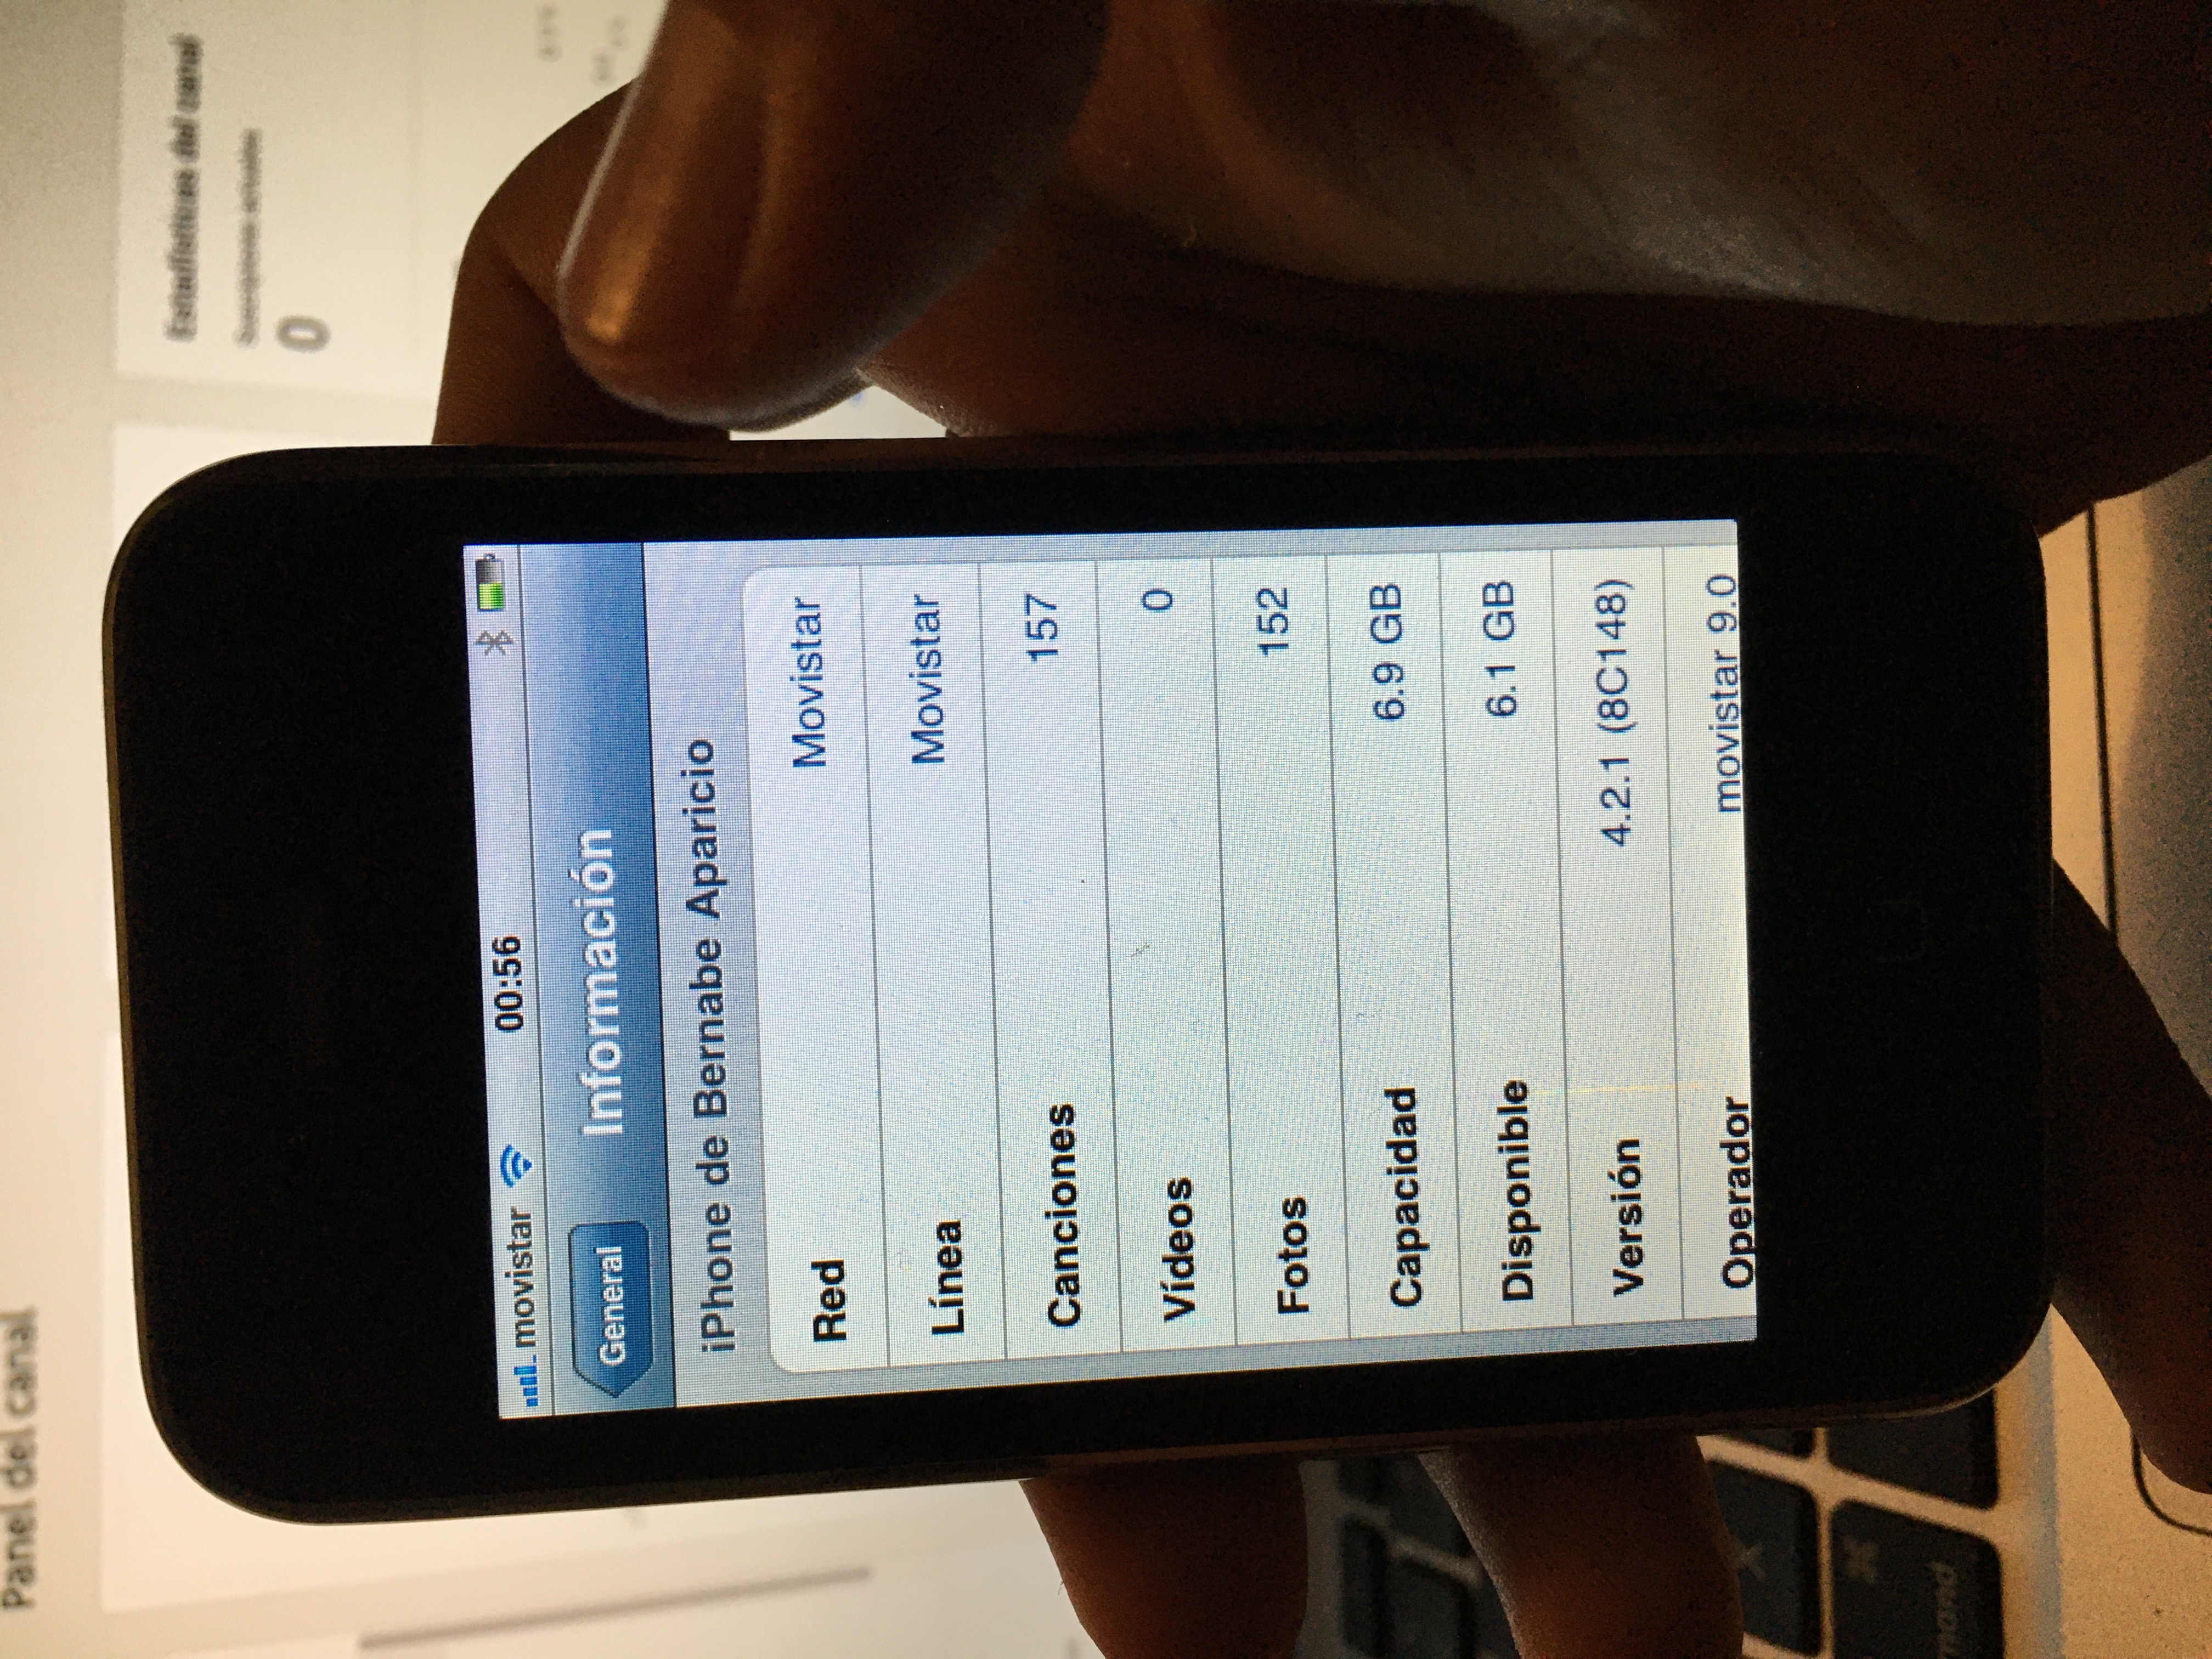 Panel del canal
Estadísticas del canal
Suscriptores actuales
0
movistar 00:56
General Información
iPhone de Bernabe Aparicio
Red Movistar
Línea Movistar
Canciones 157
Vídeos 0
Fotos 152
Capacidad 6.9 GB
Disponible 6.1 GB
Versión 4.2.1 (8C148)
Operador movistar 9.0
X
⌘